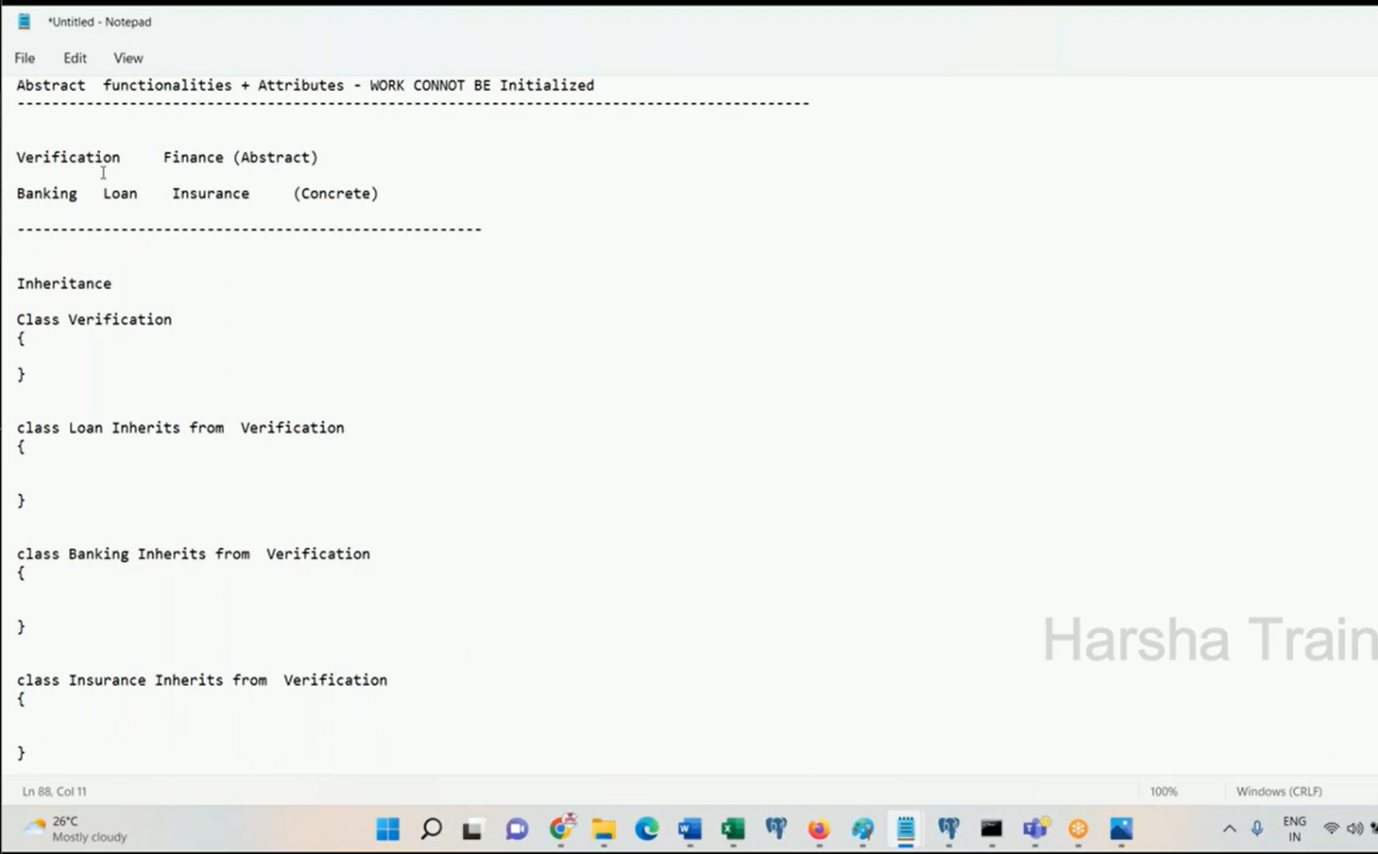 *Untitled - Notepad
File Edit View
Abstract functionalities + Attributes - WORK CONNOT BE Initialized
--------------------------------------------------------------------------------------------
Verification Finance (Abstract)
Banking Loan Insurance (Concrete)
------------------------------------------------------
Inheritance
Class Verification
{
}
class Loan Inherits from Verification
{
}
class Banking Inherits from Verification
{
}
class Insurance Inherits from Verification
{
}
Harsha Train
Ln 88, Col 11 100% Windows (CRLF)
26°C
Mostly cloudy
ENG
IN